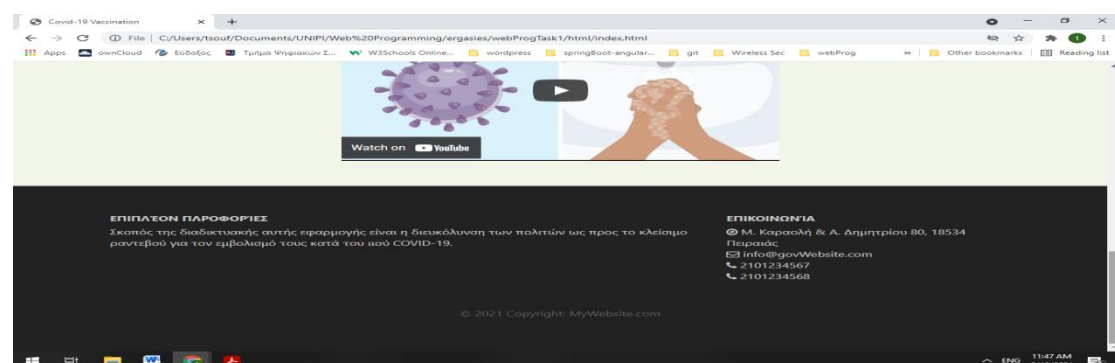 Covid-19 Vaccination
File | C:/Users/tsouf/Documents/UNIPI/Web%20Programming/ergasies/webProgTask1/html/index.html
Apps ownCloud Εύδοξος Τμήμα Ψηφιακών Σ... W3Schools Online... wordpress springBoot-angular... git Wireless Sec webProg » Other bookmarks Reading list
Watch on YouTube
ΕΠΙΠΛΈΟΝ ΠΛΗΡΟΦΟΡΊΕΣ
Σκοπός της διαδικτυακής αυτής εφαρμογής είναι η διευκόλυνση των πολιτών ως προς το κλείσιμο
ραντεβού για τον εμβολισμό τους κατά του ιού COVID-19.
ΕΠΙΚΟΙΝΩΝΊΑ
Μ. Καραολή & Α. Δημητρίου 80, 18534
Πειραιάς
info@govWebsite.com
2101234567
2101234568
© 2021 Copyright: MyWebsite.com
ENG 11:47 AM